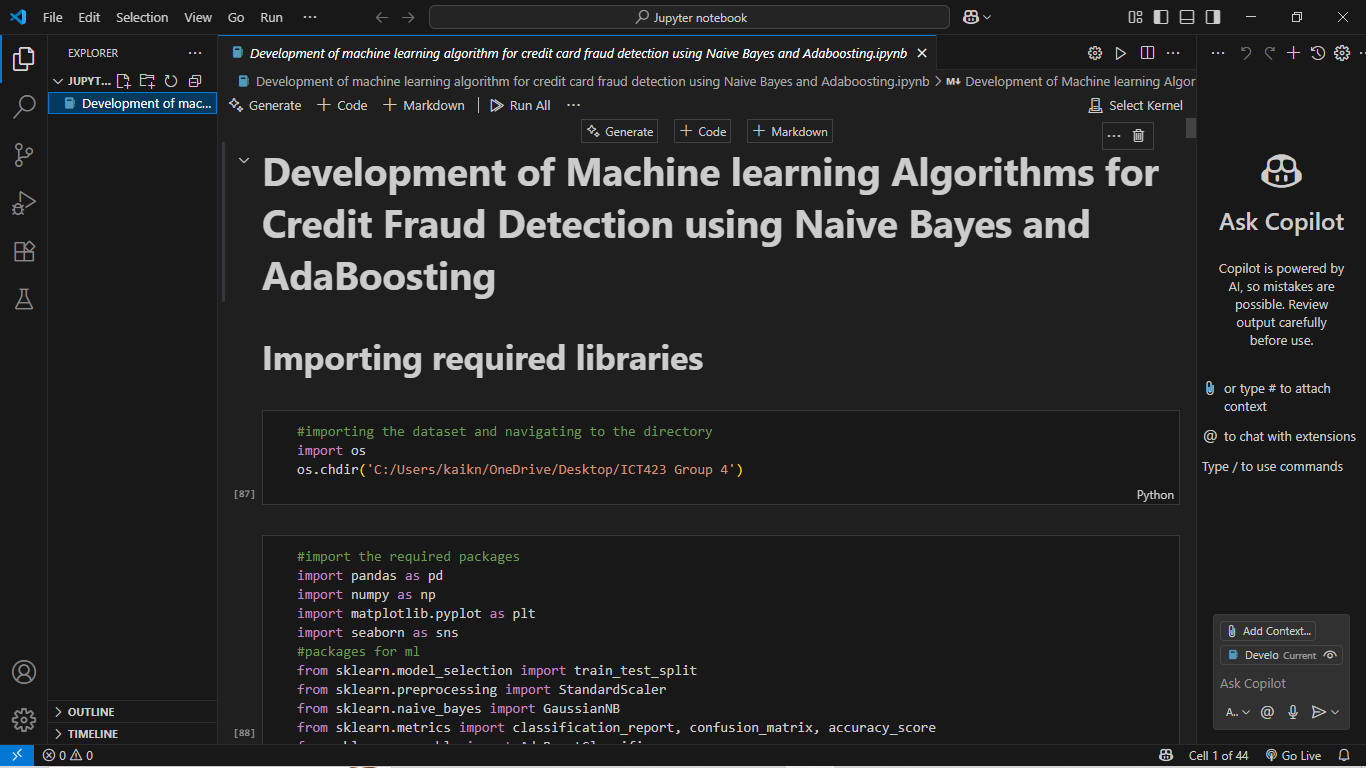 File Edit Selection View Go Run ··· Jupyter notebook
EXPLORER ···
JUPYT...
Development of mac...
OUTLINE
TIMELINE
Development of machine learning algorithm for credit card fraud detection using Naive Bayes and Adaboosting.ipynb
Development of machine learning algorithm for credit card fraud detection using Naive Bayes and Adaboosting.ipynb > M↓ Development of Machine learning Algor
Generate + Code + Markdown | Run All ··· Select Kernel
Generate + Code + Markdown
Development of Machine learning Algorithms for
Credit Fraud Detection using Naive Bayes and
AdaBoosting
Importing required libraries
#importing the dataset and navigating to the directory
import os
os.chdir('C:/Users/kaikn/OneDrive/Desktop/ICT423 Group 4')
[87]
Python
#import the required packages
import pandas as pd
import numpy as np
import matplotlib.pyplot as plt
import seaborn as sns
#packages for ml
from sklearn.model_selection import train_test_split
from sklearn.preprocessing import StandardScaler
from sklearn.naive_bayes import GaussianNB
from sklearn.metrics import classification_report, confusion_matrix, accuracy_score
[88]
Ask Copilot
Copilot is powered by
AI, so mistakes are
possible. Review
output carefully
before use.
or type # to attach
context
@ to chat with extensions
Type / to use commands
Add Context...
Develo Current
Ask Copilot
A.. @
0 0
Cell 1 of 44 Go Live